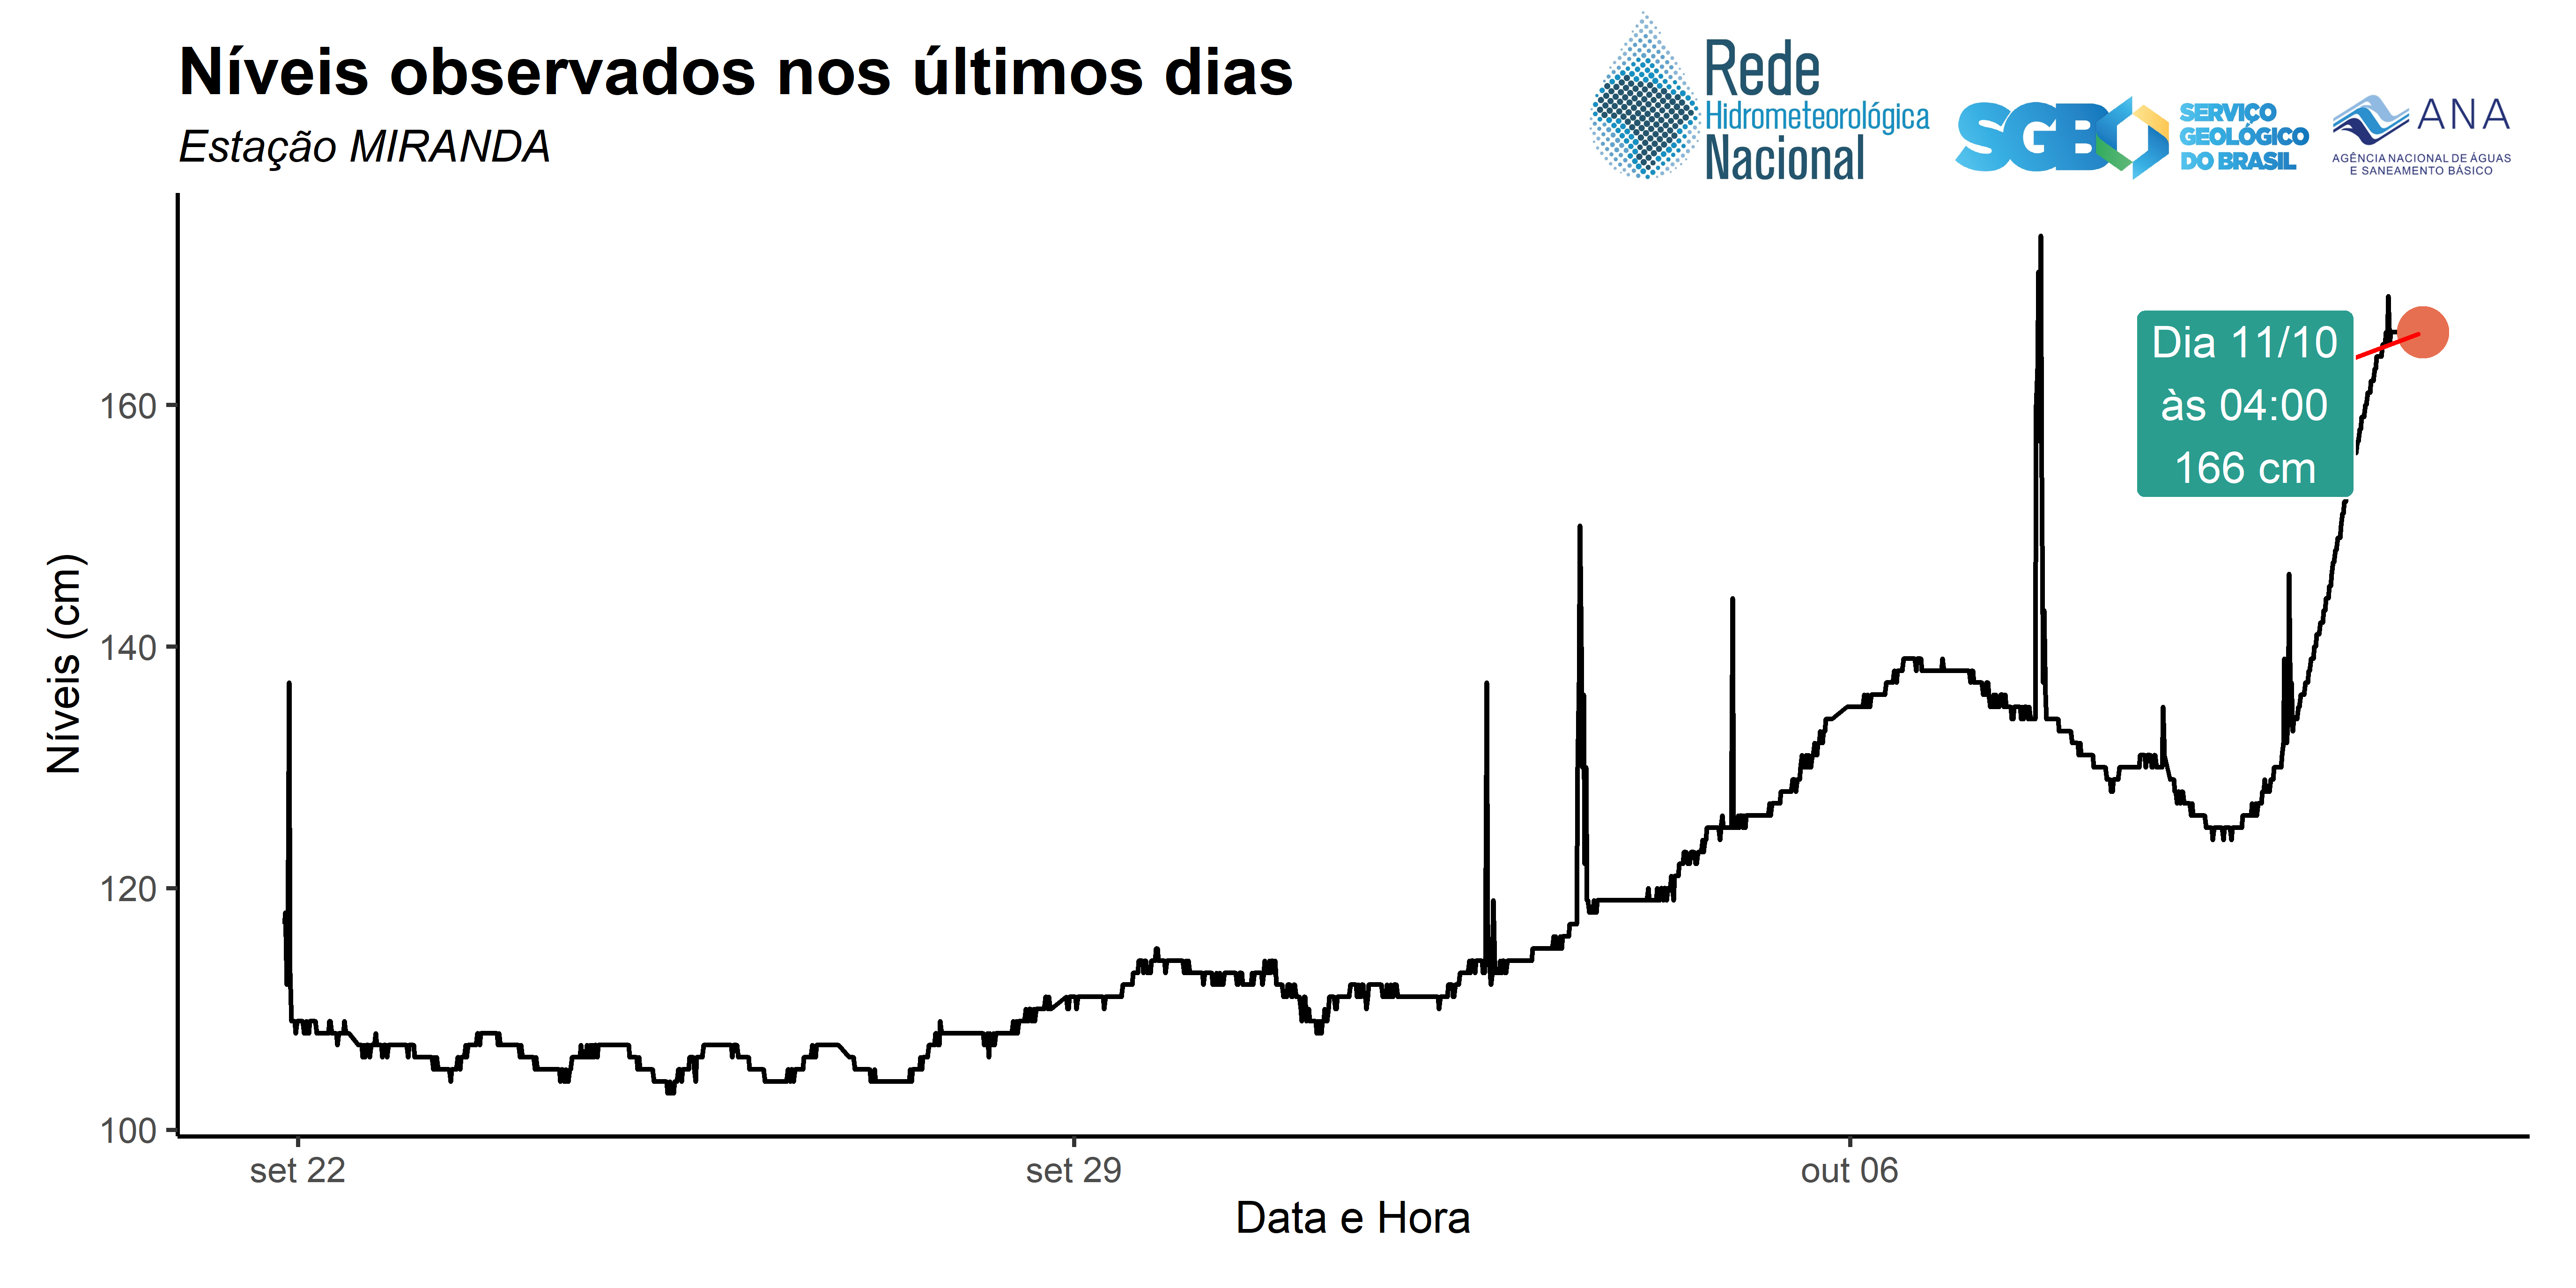 Níveis observados nos últimos dias
Estação MIRANDA
Rede
Hidrometeorológica
Nacional
SGB
SERVIÇO
GEOLÓGICO
DO BRASIL
ANA
AGÊNCIA NACIONAL DE ÁGUAS
E SANEAMENTO BÁSICO
Níveis (cm)
160
140
120
100
Dia 11/10
às 04:00
166 cm
set 22
set 29
out 06
Data e Hora